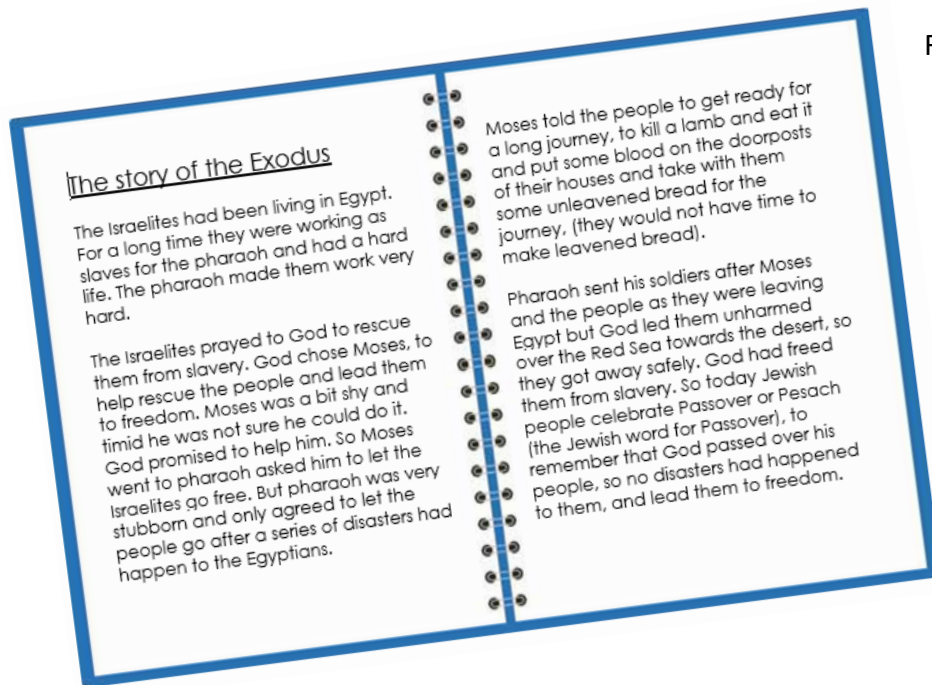 The story of the Exodus
The Israelites had been living in Egypt.
For a long time they were working as
slaves for the pharaoh and had a hard
life. The pharaoh made them work very
hard.
The Israelites prayed to God to rescue
them from slavery. God chose Moses, to
help rescue the people and lead them
to freedom. Moses was a bit shy and
timid he was not sure he could do it.
God promised to help him. So Moses
went to pharaoh asked him to let the
Israelites go free. But pharaoh was very
stubborn and only agreed to let the
people go after a series of disasters had
happen to the Egyptians.
Moses told the people to get ready for
a long journey, to kill a lamb and eat it
and put some blood on the doorposts
of their houses and take with them
some unleavened bread for the
journey, (they would not have time to
make leavened bread).
Pharaoh sent his soldiers after Moses
and the people as they were leaving
Egypt but God led them unharmed
over the Red Sea towards the desert, so
they got away safely. God had freed
them from slavery. So today Jewish
people celebrate Passover or Pesach
(the Jewish word for Passover), to
remember that God passed over his
people, so no disasters had happened
to them, and lead them to freedom.